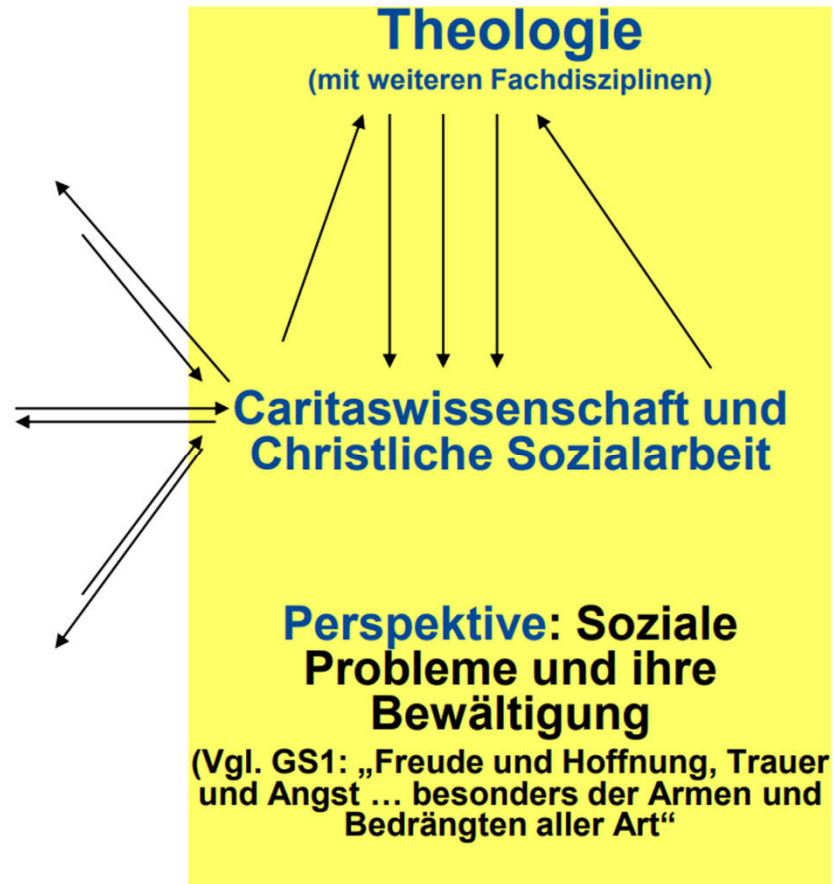 Theologie
(mit weiteren Fachdisziplinen)
Caritaswissenschaft und
Christliche Sozialarbeit
Perspektive: Soziale
Probleme und ihre
Bewältigung
(Vgl. GS1: „Freude und Hoffnung, Trauer
und Angst ... besonders der Armen und
Bedrängten aller Art“